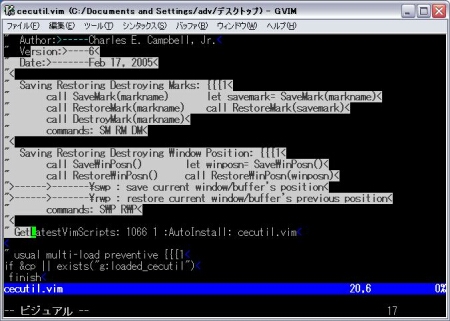 cecutil.vim (C:/Documents and Settings/adv/デスクトップ) - GVIM
ファイル(F) 編集(E) ツール(T) シンタックス(S) バッファ(B) ウィンドウ(W) ヘルプ(H)
"  Author:>-----Charles E. Campbell, Jr.<
"  Version:>----6<
"  Date:>-------Feb 17, 2005<
"<
"  Saving Restoring Destroying Marks: {{{1<
"       call SaveMark(markname)       let savemark= SaveMark(markname)<
"       call RestoreMark(markname)    call RestoreMark(savemark)<
"       call DestroyMark(markname)<
"       commands: SM RM DM<
"<
"  Saving Restoring Destroying Window Position: {{{1<
"       call SaveWinPosn()        let winposn= SaveWinPosn()<
"       call RestoreWinPosn()     call RestoreWinPosn(winposn)<
">------>-------¥swp : save current window/buffer's position<
">------>-------¥rwp : restore current window/buffer's previous position<
"       commands: SWP RWP<
"<
" GetLatestVimScripts: 1066 1 :AutoInstall: cecutil.vim<
"<
" usual multi-load preventive {{{1<
if &cp || exists("g:loaded_cecutil")<
 finish<
cecutil.vim 20,6 0%
-- ビジュアル -- 17